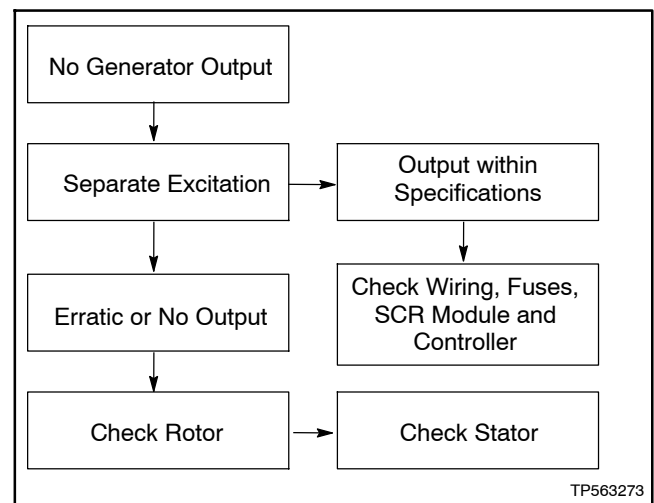 No Generator Output
Separate Excitation
Output within
Specifications
Erratic or No Output
Check Wiring, Fuses,
SCR Module and
Controller
Check Rotor
Check Stator
TP563273